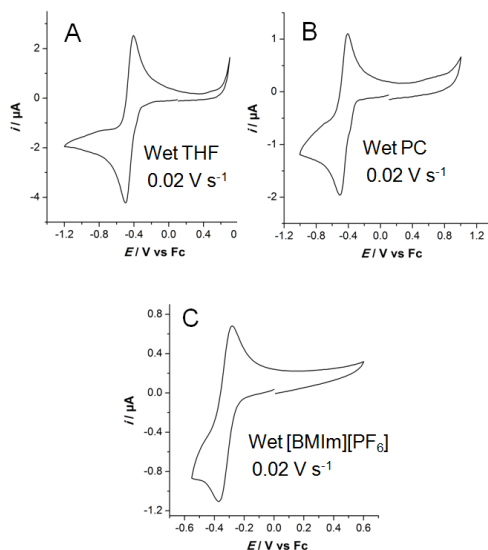 A
i / µA
2
0
-2
-4
Wet THF
0.02 V s⁻¹
-1.2 -0.8 -0.4 0.0 0.4 0
E / V vs Fc
B
i / µA
1
0
-1
-2
Wet PC
0.02 V s⁻¹
-1.2 -0.8 -0.4 0.0 0.4 0.8 1.2
E / V vs Fc
C
i / µA
0.8
0.4
0.0
-0.4
-0.8
-1.2
Wet [BMIm][PF₆]
0.02 V s⁻¹
-0.6 -0.4 -0.2 0.0 0.2 0.4 0.6
E / V vs Fc